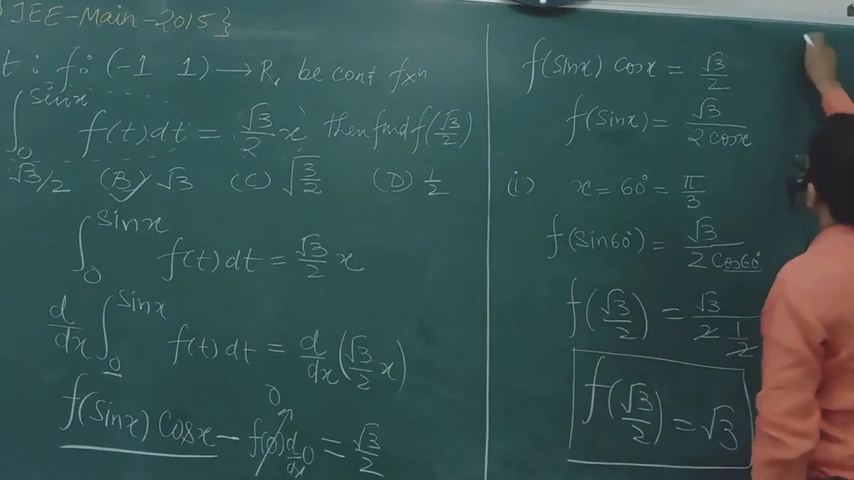 JEE-Main-2015}
t : f: (-1 1) → R, be cont fxn
∫₀^sinx f(t)dt = √3/2 x then find f(√3/2)
√3/2 (B) √3 (C) √(3/2) (D) 1/2
∫₀^sinx f(t)dt = √3/2 x
d/dx ∫₀^sinx f(t)dt = d/dx (√3/2 x)
f(sinx) cosx - f(0) d/dx 0 = √3/2
0
f(sinx) cosx = √3/2
f(sinx) = √3/(2 cosx)
(i) x = 60° = π/3
f(sin60°) = √3/(2 cos60°)
f(√3/2) = √3/(2 1/2)
f(√3/2) = √3